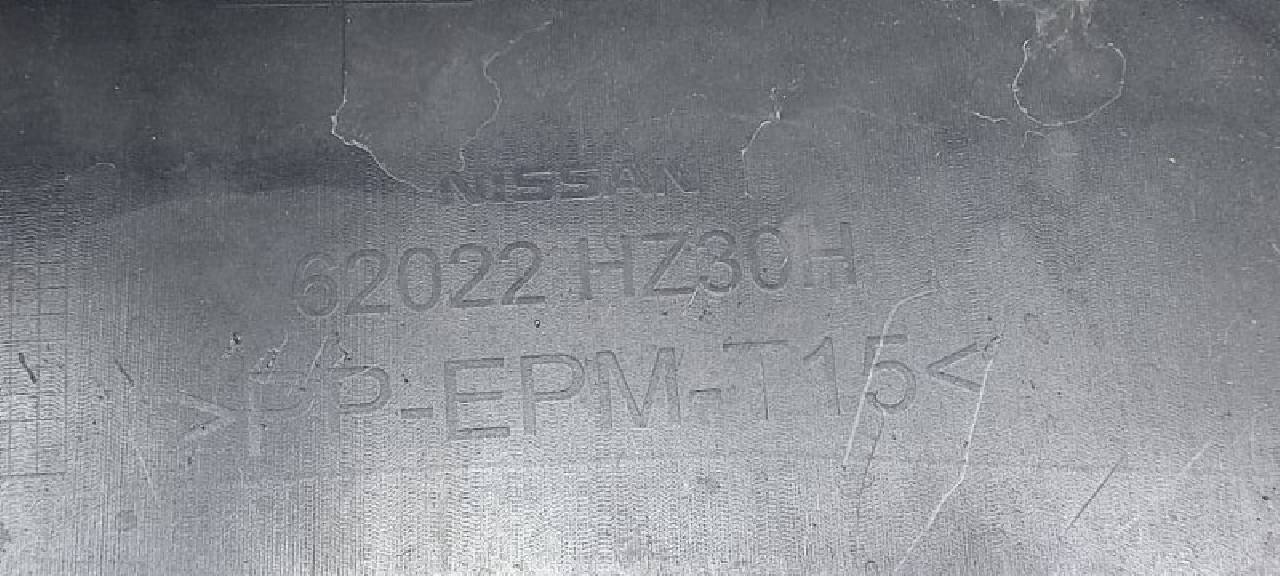 NISSAN
62022 HZ30H
>PP-EPM-T15<